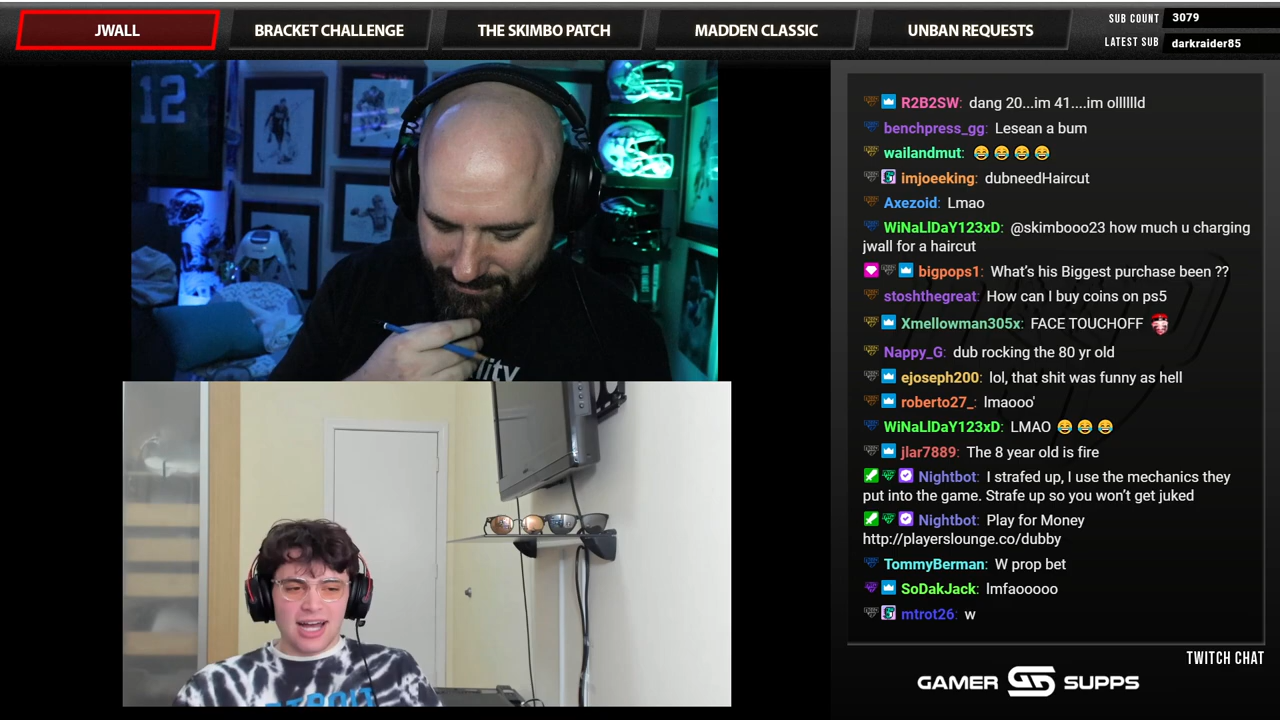 JWALL
BRACKET CHALLENGE
THE SKIMBO PATCH
MADDEN CLASSIC
UNBAN REQUESTS
SUB COUNT 3079
LATEST SUB darkraider85
12
lity
R2B2SW: dang 20...im 41....im olllllld
benchpress_gg: Lesean a bum
wailandmut: 😂 😂 😂 😂
imjoeeking: dubneedHaircut
Axezoid: Lmao
WiNaLlDaY123xD: @skimbooo23 how much u charging
jwall for a haircut
bigpops1: What's his Biggest purchase been ??
stoshthegreat: How can I buy coins on ps5
Xmellowman305x: FACE TOUCHOFF
Nappy_G: dub rocking the 80 yr old
ejoseph200: lol, that shit was funny as hell
roberto27_: lmaooo'
WiNaLlDaY123xD: LMAO 😂 😂 😂
jlar7889: The 8 year old is fire
Nightbot: I strafed up, I use the mechanics they
put into the game. Strafe up so you won't get juked
Nightbot: Play for Money
http://playerslounge.co/dubby
TommyBerman: W prop bet
SoDakJack: lmfaooooo
mtrot26: w
TWITCH CHAT
GAMER GS SUPPS
DETROIT